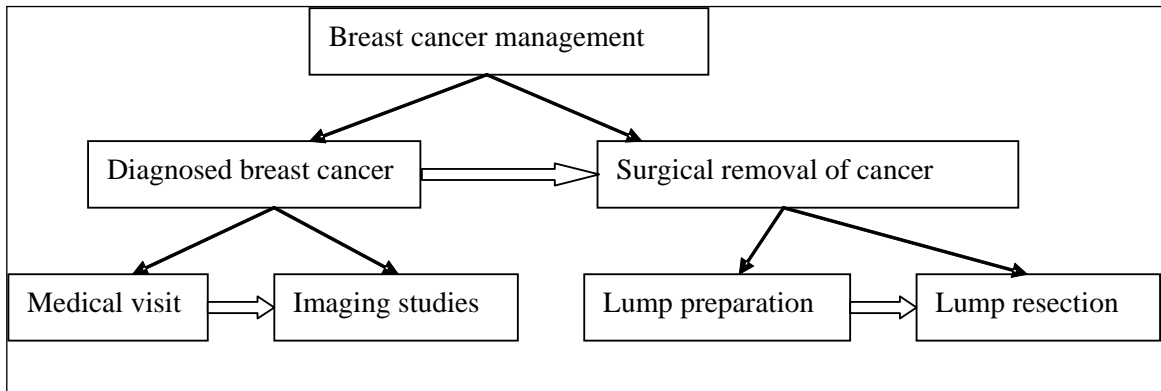 Breast cancer management
Diagnosed breast cancer
Surgical removal of cancer
Medical visit
Imaging studies
Lump preparation
Lump resection